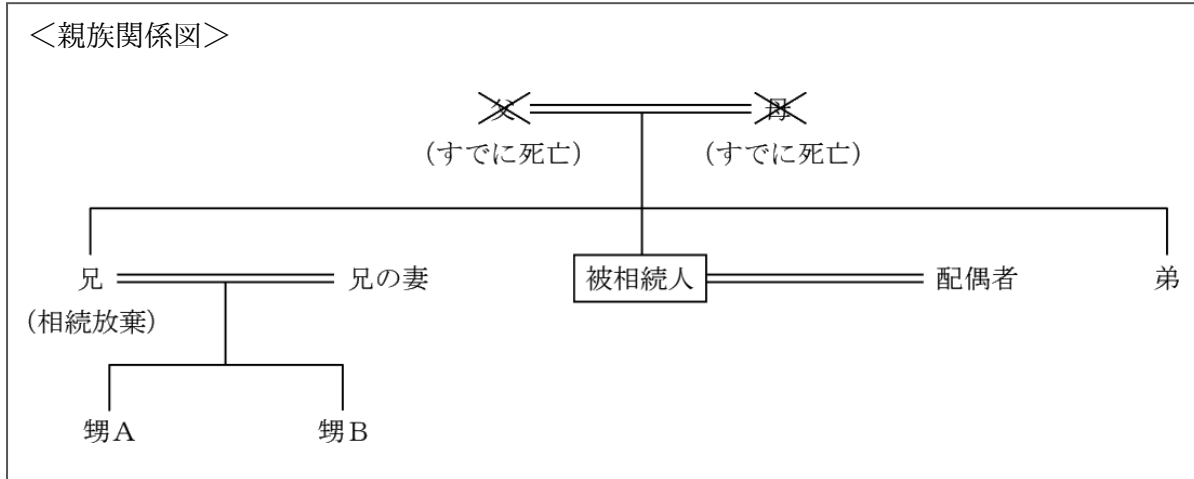 ＜親族関係図＞
父 母
(すでに死亡) (すでに死亡)
兄 兄の妻 被相続人 配偶者 弟
(相続放棄)
甥A 甥B